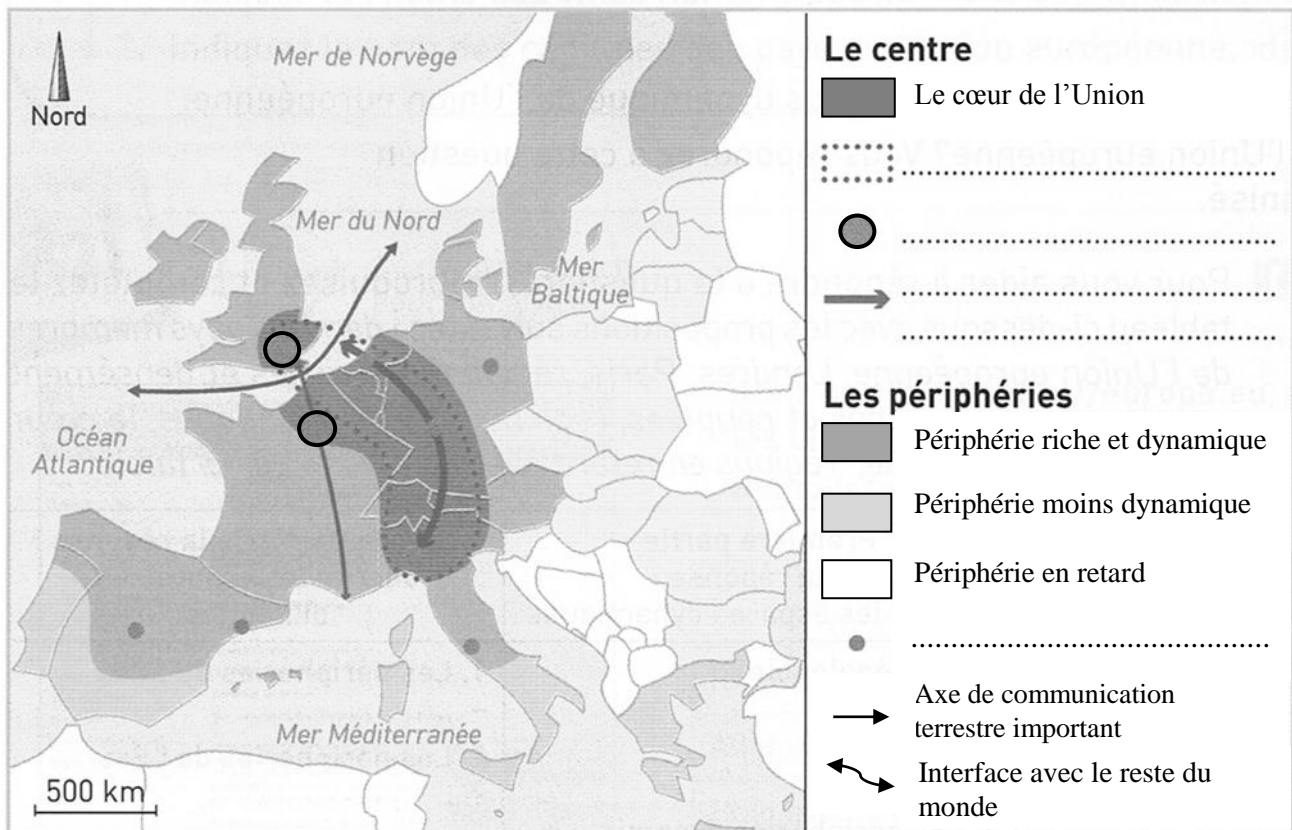 Nord
Mer de Norvège
Mer du Nord
Mer
Baltique
Océan
Atlantique
Mer Méditerranée
500 km
Le centre
Le cœur de l’Union
Les périphéries
Périphérie riche et dynamique
Périphérie moins dynamique
Périphérie en retard
Axe de communication
terrestre important
Interface avec le reste du
monde